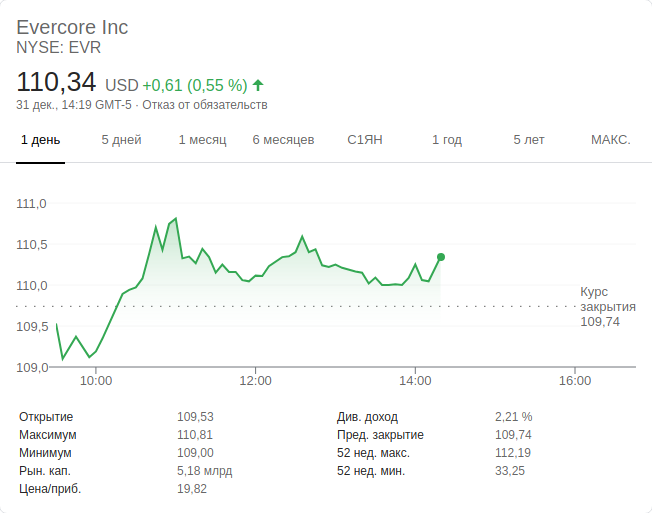 Evercore Inc
NYSE: EVR
110,34 USD +0,61 (0,55 %)
31 дек., 14:19 GMT-5 · Отказ от обязательств
1 день 5 дней 1 месяц 6 месяцев С1ЯН 1 год 5 лет МАКС.
111,0
110,5
110,0
109,5
109,0
Курс
закрытия
109,74
10:00 12:00 14:00 16:00
Открытие 109,53 Див. доход 2,21 %
Максимум 110,81 Пред. закрытие 109,74
Минимум 109,00 52 нед. макс. 112,19
Рын. кап. 5,18 млрд 52 нед. мин. 33,25
Цена/приб. 19,82